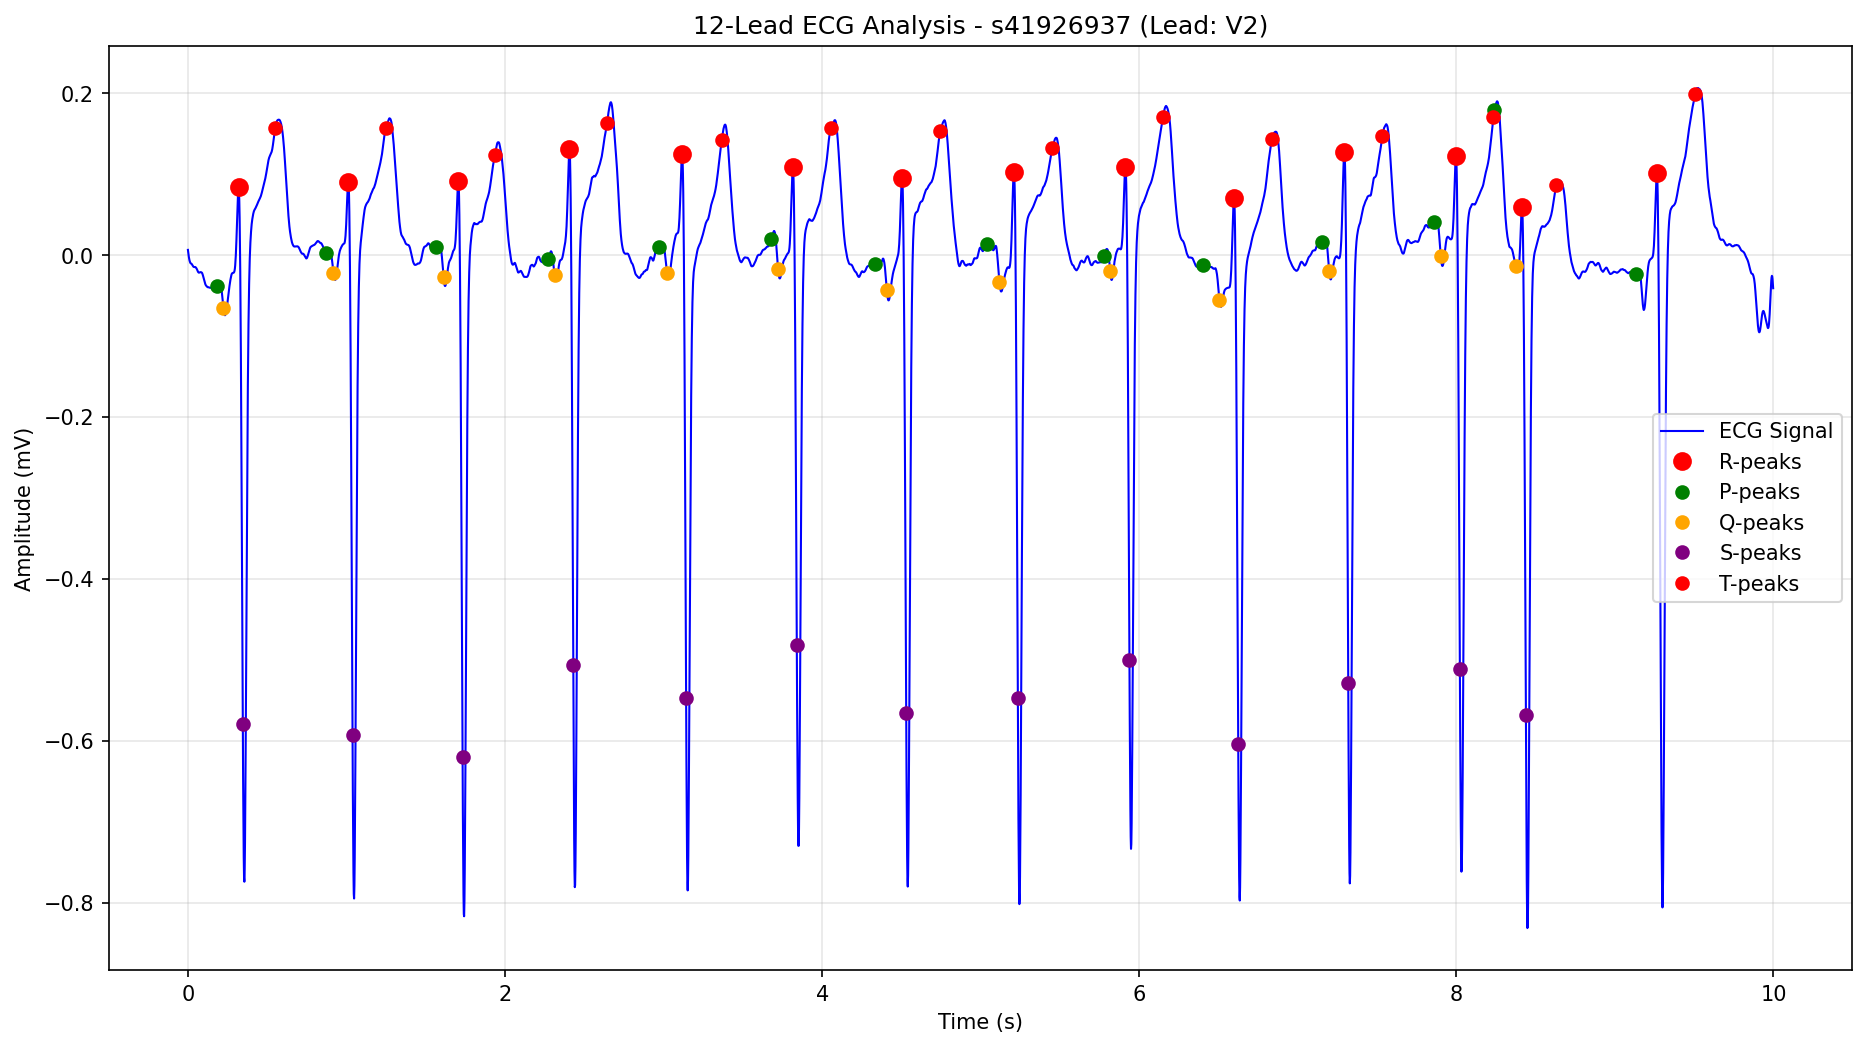 12-Lead ECG Analysis - s41926937 (Lead: V2)
Amplitude (mV)
0.2
0.0
−0.2
−0.4
−0.6
−0.8
ECG Signal
R-peaks
P-peaks
Q-peaks
S-peaks
T-peaks
0 2 4 6 8 10
Time (s)